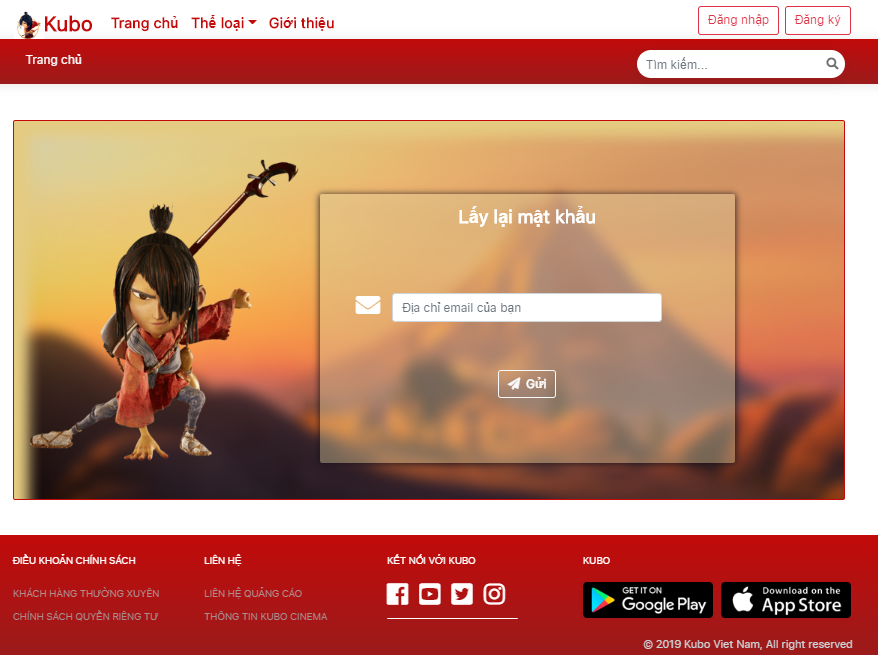 Kubo Trang chủ Thể loại Giới thiệu Đăng nhập Đăng ký
Trang chủ Tìm kiếm...
Lấy lại mật khẩu
Địa chỉ email của bạn
Gửi
ĐIỀU KHOẢN CHÍNH SÁCH LIÊN HỆ KẾT NỐI VỚI KUBO KUBO
KHÁCH HÀNG THƯỜNG XUYÊN LIÊN HỆ QUẢNG CÁO
GET IT ON Google Play Download on the App Store
CHÍNH SÁCH QUYỀN RIÊNG TƯ THÔNG TIN KUBO CINEMA
© 2019 Kubo Viet Nam, All right reserved